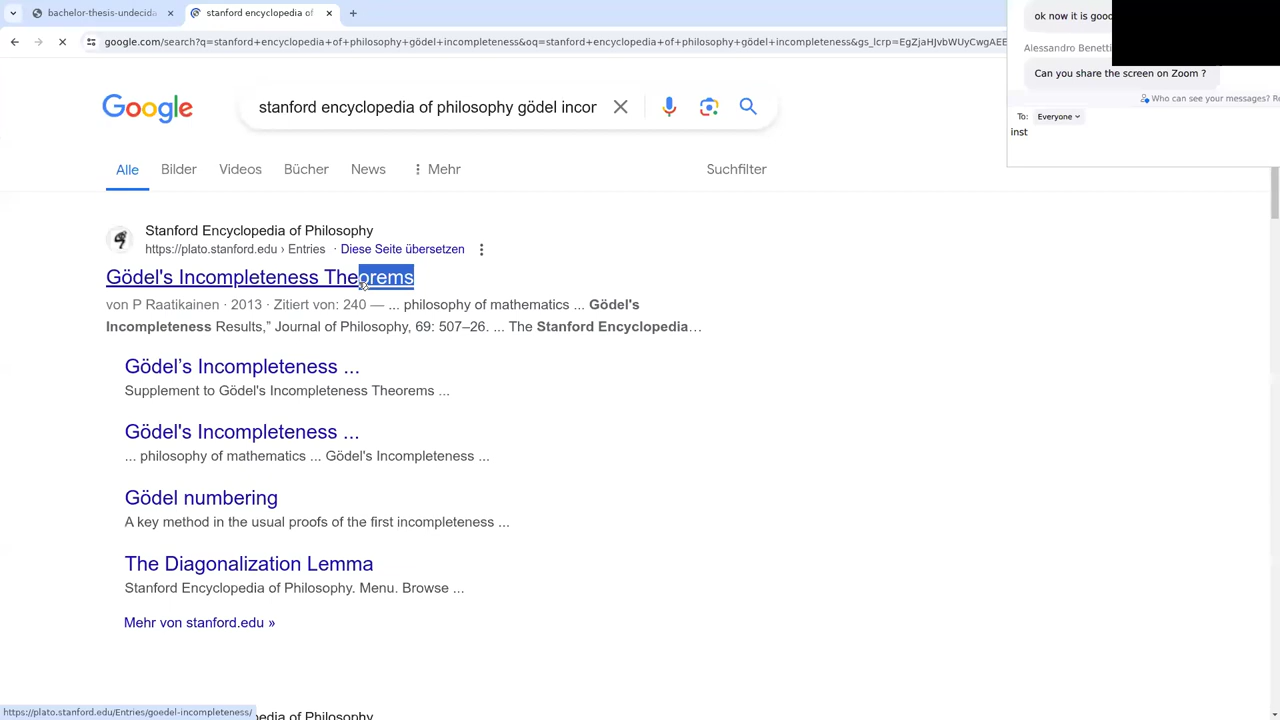 bachelor-thesis-undecida
stanford encyclopedia of
google.com/search?q=stanford+encyclopedia+of+philosophy+gödel+incompleteness&oq=stanford+encyclopedia+of+philosophy+gödel+incompleteness&gs_lcrp=EgZjaHJvbWUyCwgAEE
ok now it is good
Alessandro Benetti
Can you share the screen on Zoom ?
Who can see your messages? Re
To: Everyone
inst
Google
stanford encyclopedia of philosophy gödel incor
Alle Bilder Videos Bücher News Mehr Suchfilter
Stanford Encyclopedia of Philosophy
https://plato.stanford.edu › Entries · Diese Seite übersetzen
Gödel's Incompleteness Theorems
von P Raatikainen · 2013 · Zitiert von: 240 — ... philosophy of mathematics ... Gödel's
Incompleteness Results,” Journal of Philosophy, 69: 507–26. ... The Stanford Encyclopedia...
Gödel’s Incompleteness ...
Supplement to Gödel's Incompleteness Theorems ...
Gödel's Incompleteness ...
... philosophy of mathematics ... Gödel's Incompleteness ...
Gödel numbering
A key method in the usual proofs of the first incompleteness ...
The Diagonalization Lemma
Stanford Encyclopedia of Philosophy. Menu. Browse ...
Mehr von stanford.edu »
https://plato.stanford.edu/Entries/goedel-incompleteness/
pedia of Philosophy